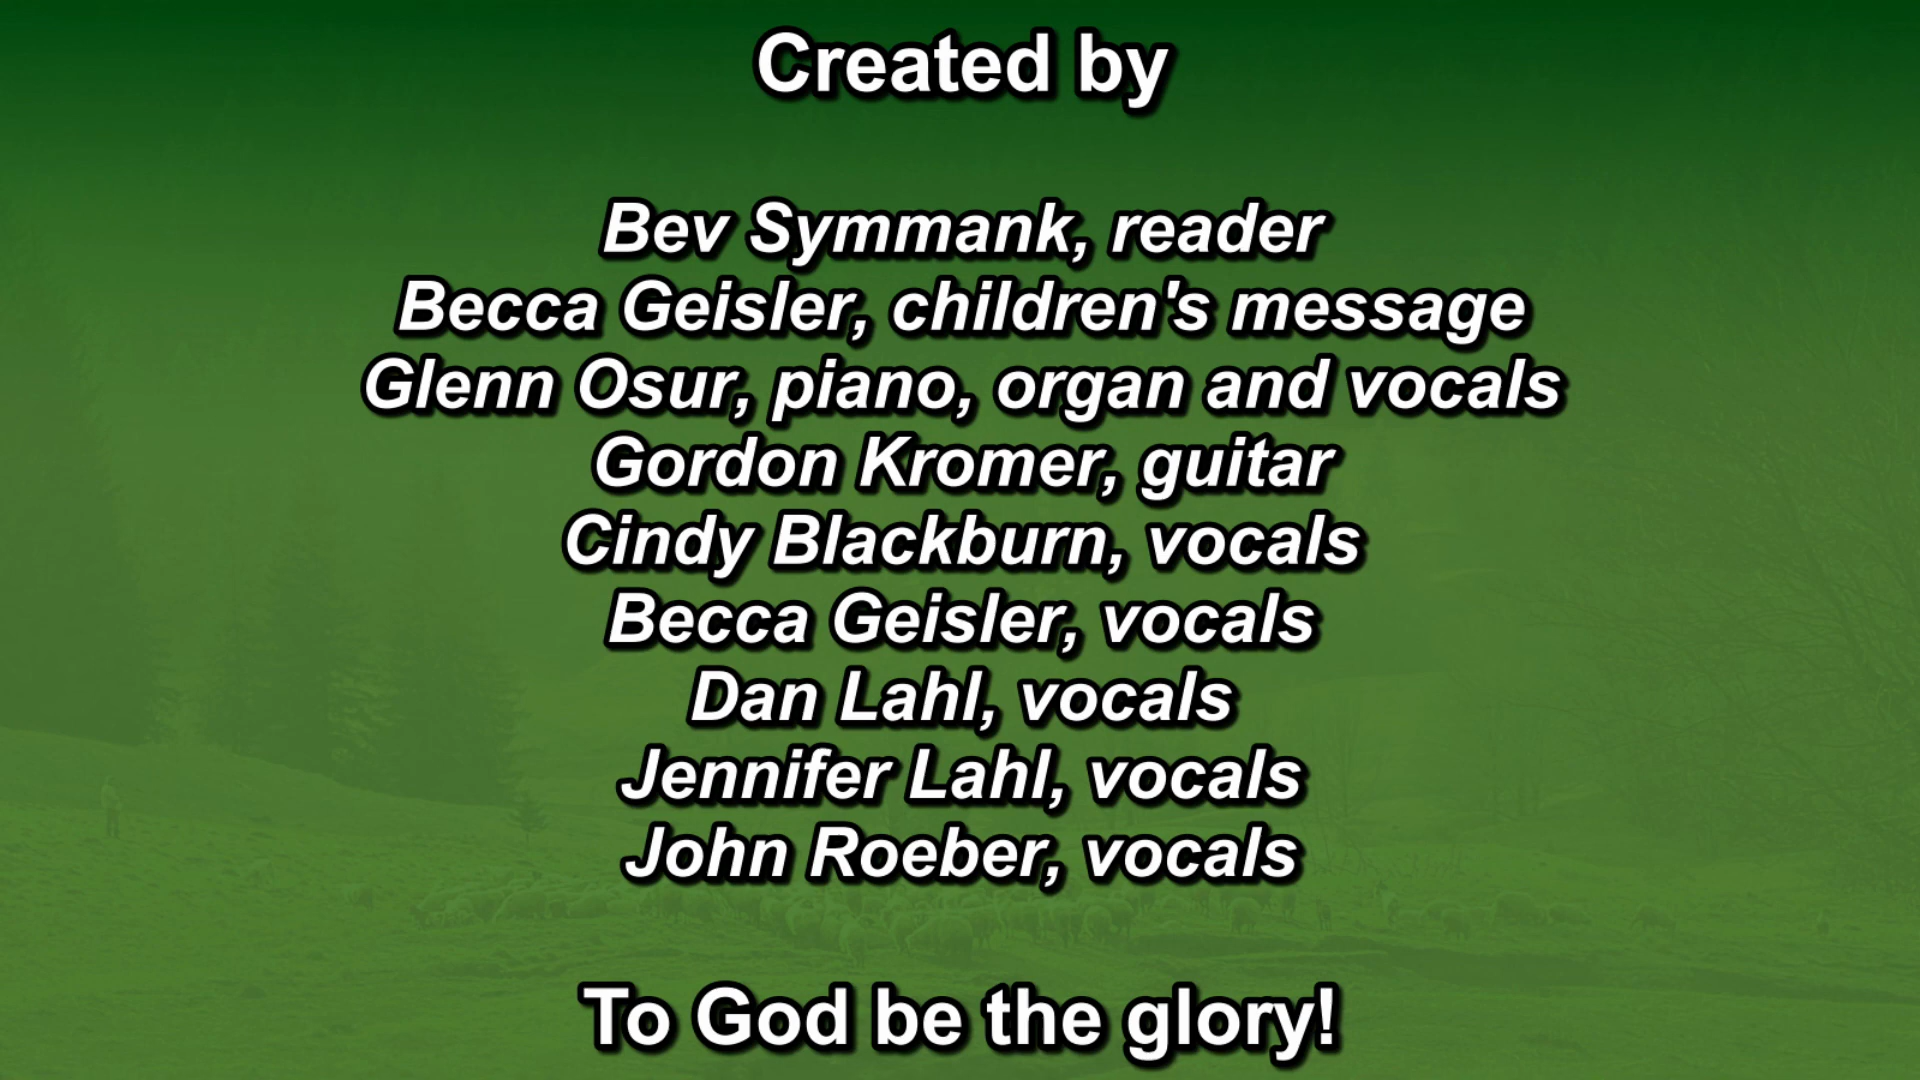 Created by
Bev Symmank, reader
Becca Geisler, children's message
Glenn Osur, piano, organ and vocals
Gordon Kromer, guitar
Cindy Blackburn, vocals
Becca Geisler, vocals
Dan Lahl, vocals
Jennifer Lahl, vocals
John Roeber, vocals
To God be the glory!